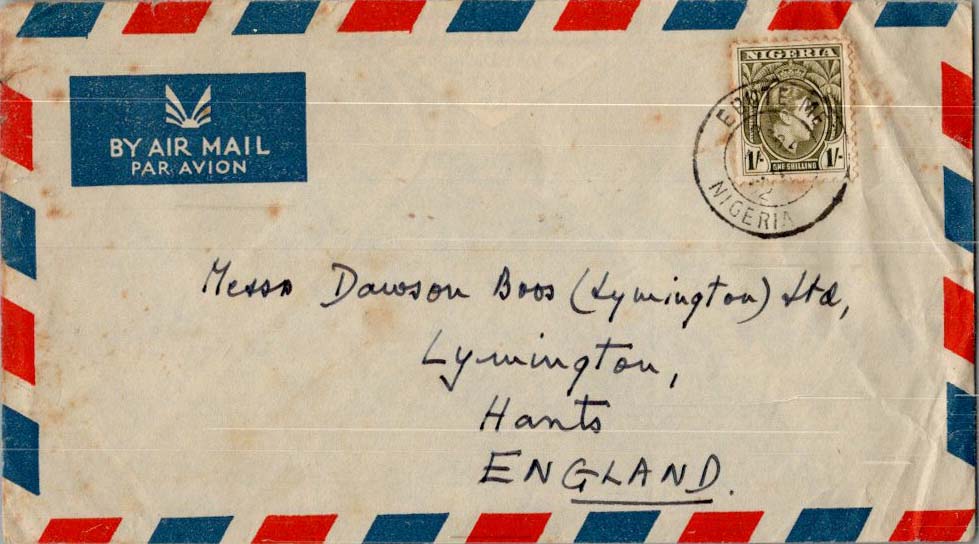 NIGERIA
1/- ONE SHILLING 1/-
NIGERIA
BY AIR MAIL
PAR AVION
Messrs Dawson Bros (Lymington) Ltd,
Lymington,
Hants
ENGLAND.